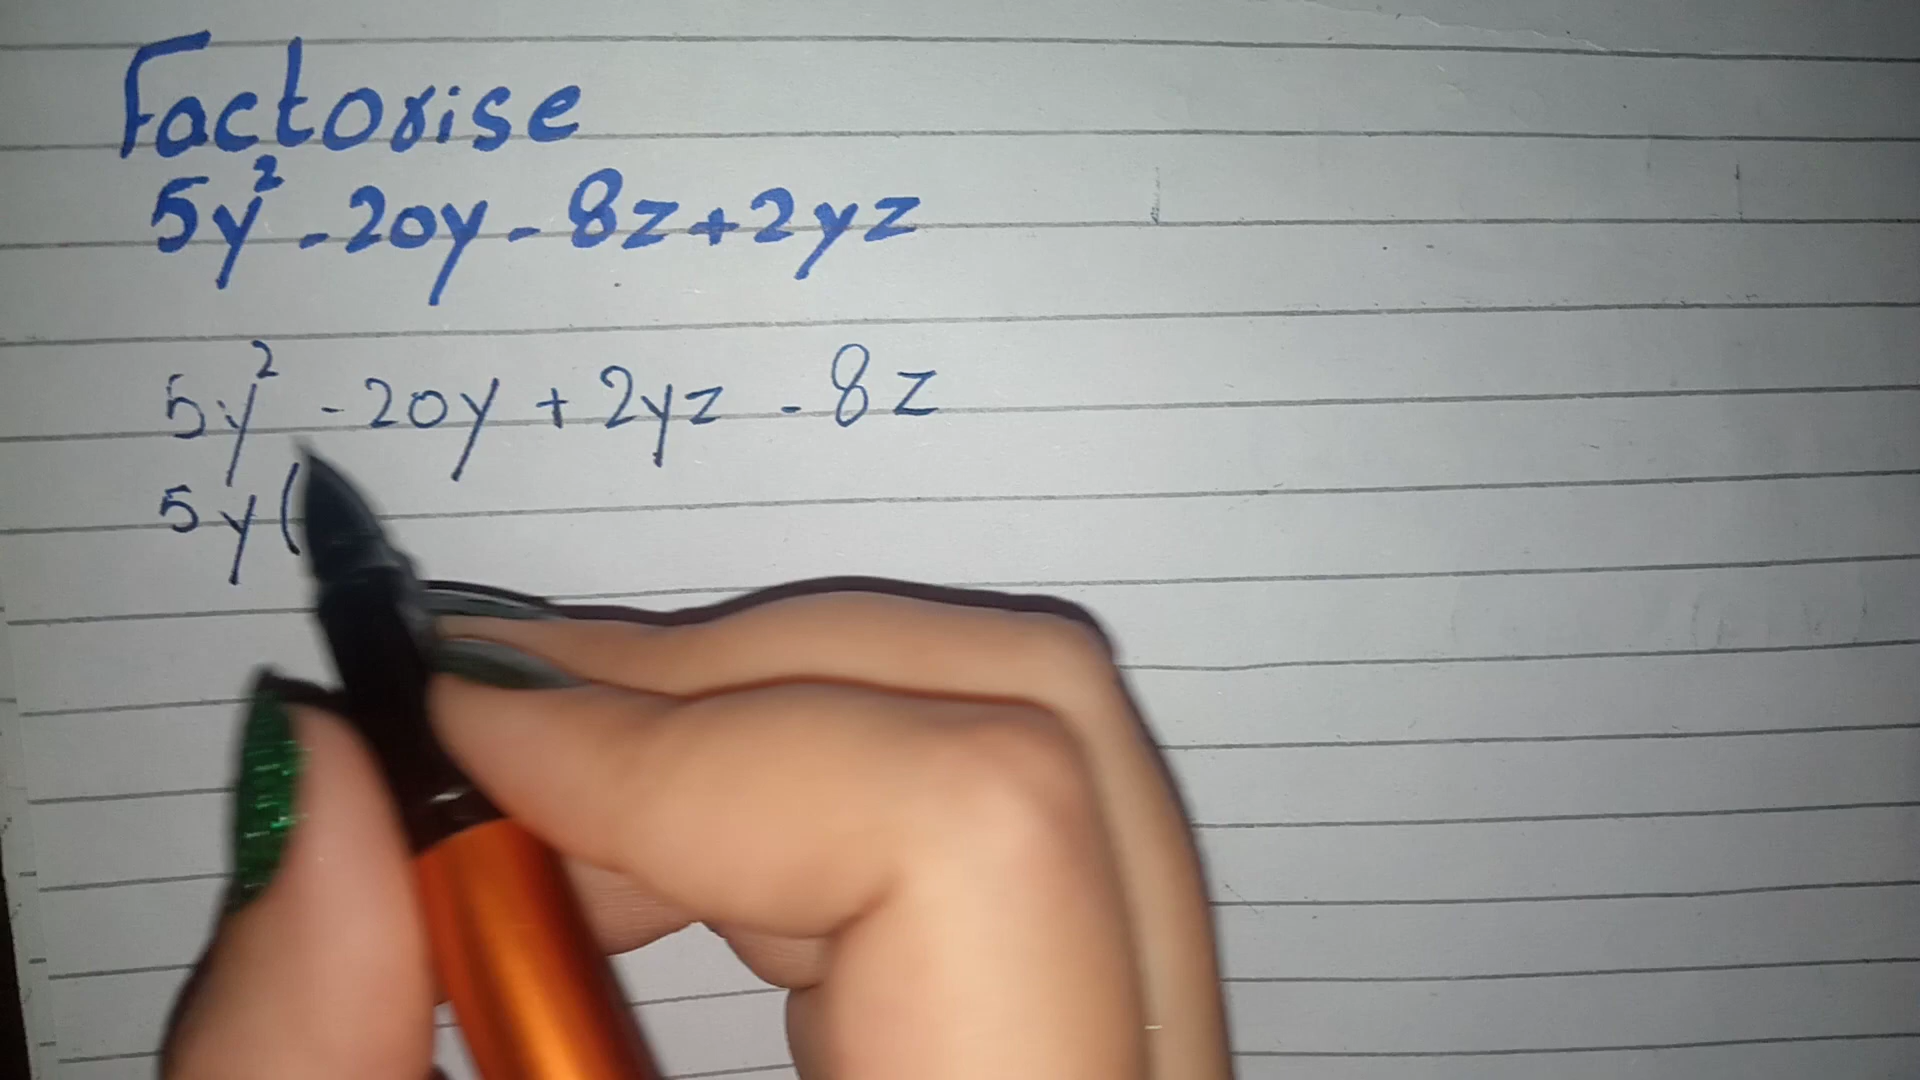 Factorise
5y² - 20y - 8z + 2yz
5y² - 20y + 2yz - 8z
5y(